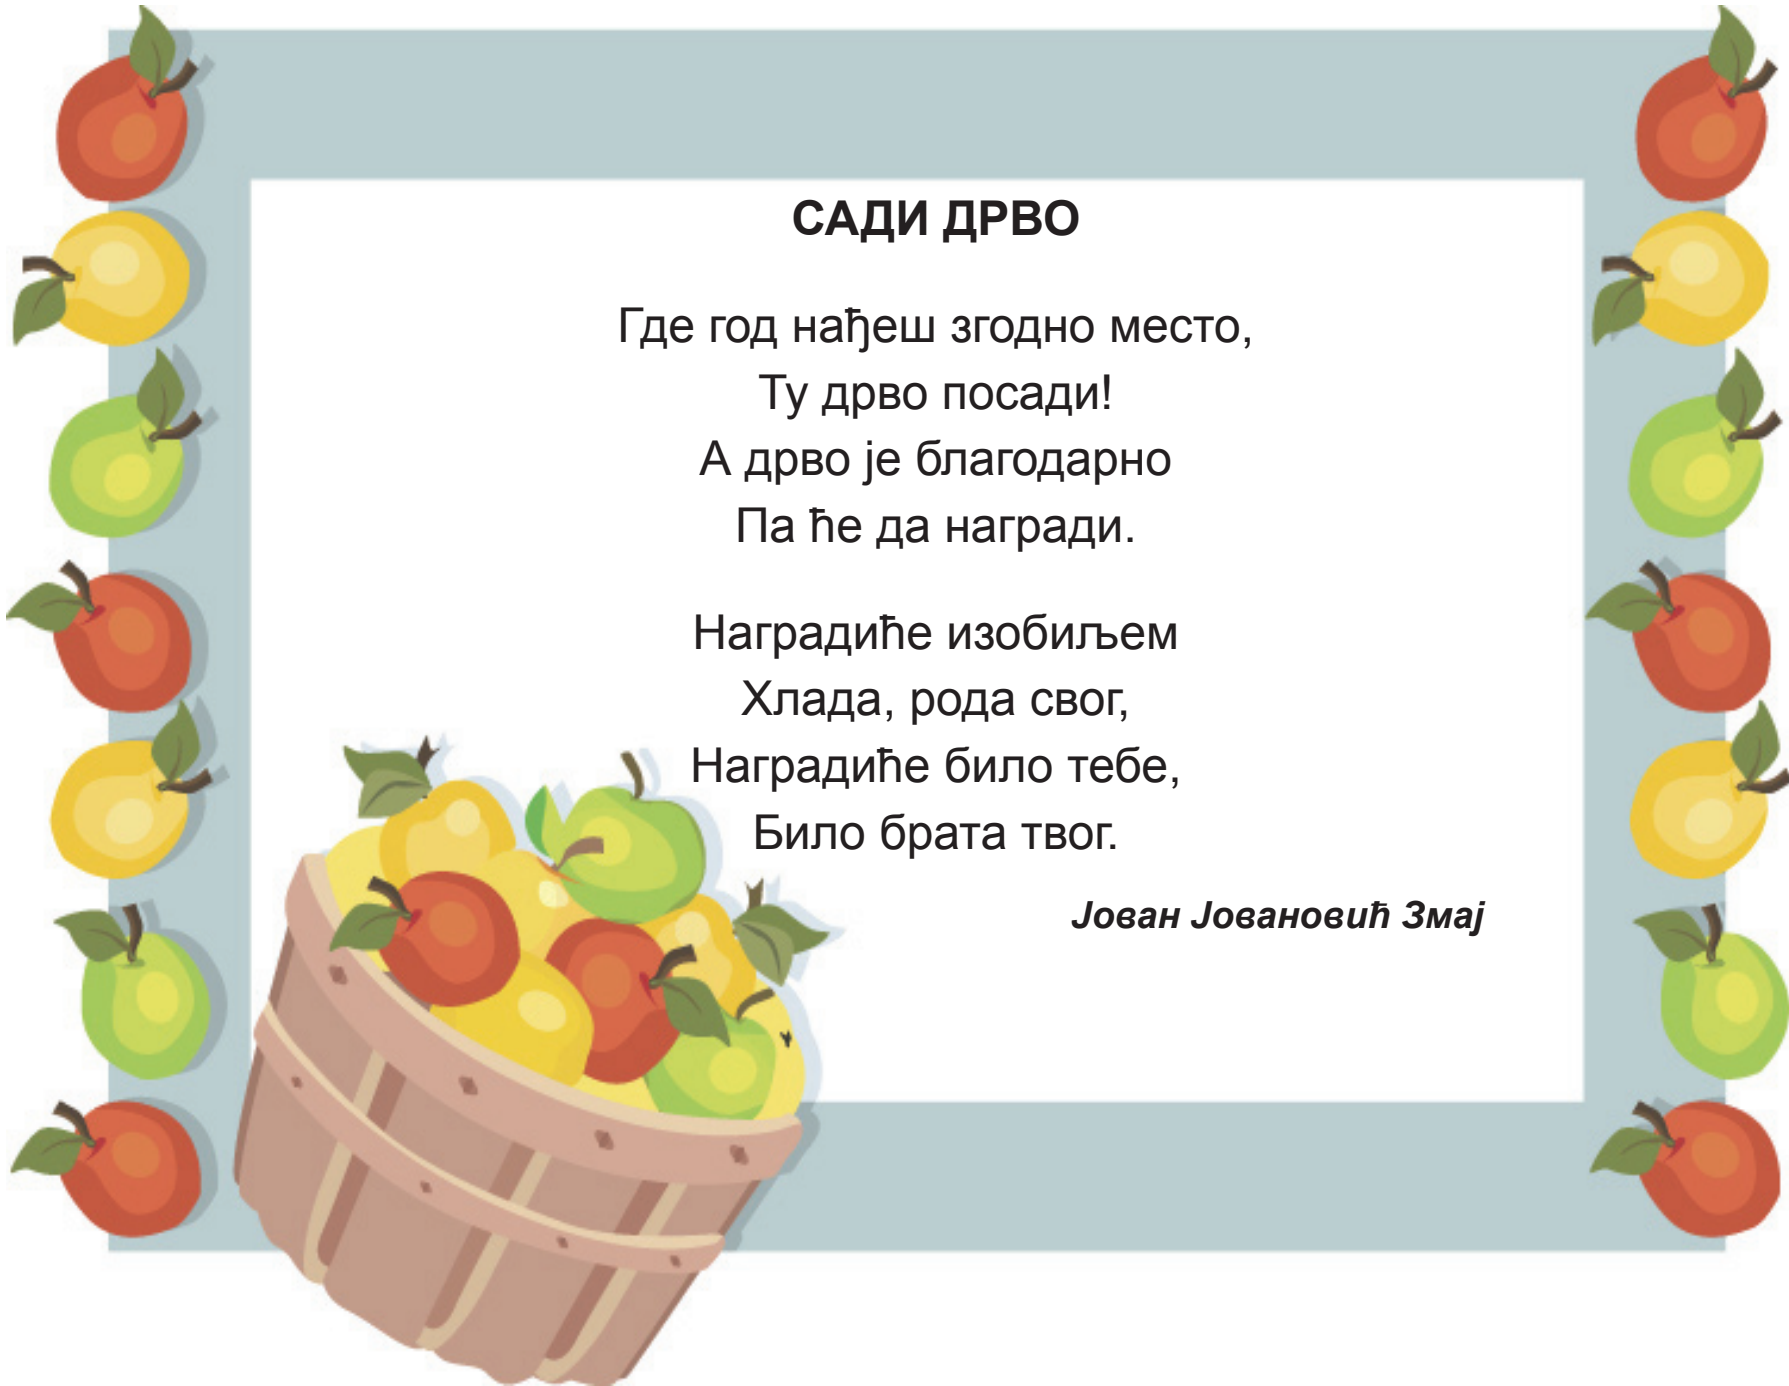 САДИ ДРВО
Где год нађеш згодно место,
Ту дрво посади!
А дрво је благодарно
Па ће да награди.
Наградиће изобиљем
Хлада, рода свог,
Наградиће било тебе,
Било брата твог.
Јован Јовановић Змај